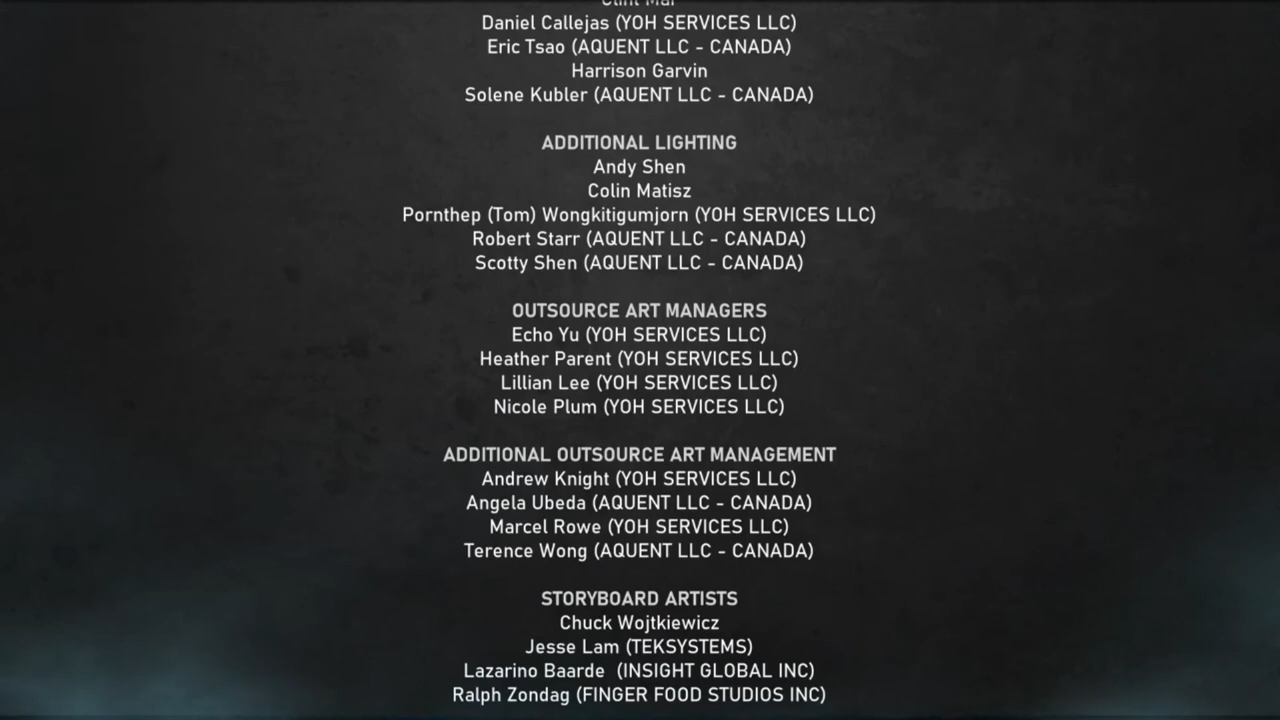 Daniel Callejas (YOH SERVICES LLC)
Eric Tsao (AQUENT LLC - CANADA)
Harrison Garvin
Solene Kubler (AQUENT LLC - CANADA)
ADDITIONAL LIGHTING
Andy Shen
Colin Matisz
Pornthep (Tom) Wongkitigumjorn (YOH SERVICES LLC)
Robert Starr (AQUENT LLC - CANADA)
Scotty Shen (AQUENT LLC - CANADA)
OUTSOURCE ART MANAGERS
Echo Yu (YOH SERVICES LLC)
Heather Parent (YOH SERVICES LLC)
Lillian Lee (YOH SERVICES LLC)
Nicole Plum (YOH SERVICES LLC)
ADDITIONAL OUTSOURCE ART MANAGEMENT
Andrew Knight (YOH SERVICES LLC)
Angela Ubeda (AQUENT LLC - CANADA)
Marcel Rowe (YOH SERVICES LLC)
Terence Wong (AQUENT LLC - CANADA)
STORYBOARD ARTISTS
Chuck Wojtkiewicz
Jesse Lam (TEKSYSTEMS)
Lazarino Baarde  (INSIGHT GLOBAL INC)
Ralph Zondag (FINGER FOOD STUDIOS INC)